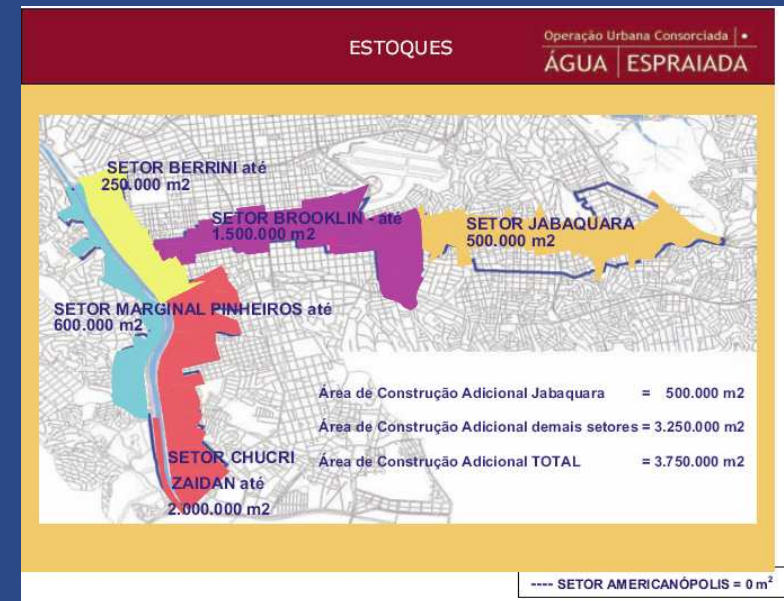 ESTOQUES
Operação Urbana Consorciada
ÁGUA ESPRAIADA
SETOR BERRINI até
250.000 m2
SETOR BROOKLIN - até
1.500.000 m2
SETOR JABAQUARA
500.000 m2
SETOR MARGINAL PINHEIROS até
600.000 m2
Área de Construção Adicional Jabaquara = 500.000 m2
Área de Construção Adicional demais setores = 3.250.000 m2
Área de Construção Adicional TOTAL = 3.750.000 m2
SETOR CHUCRI
ZAIDAN até
2.000.000 m2
---- SETOR AMERICANÓPOLIS = 0 m²